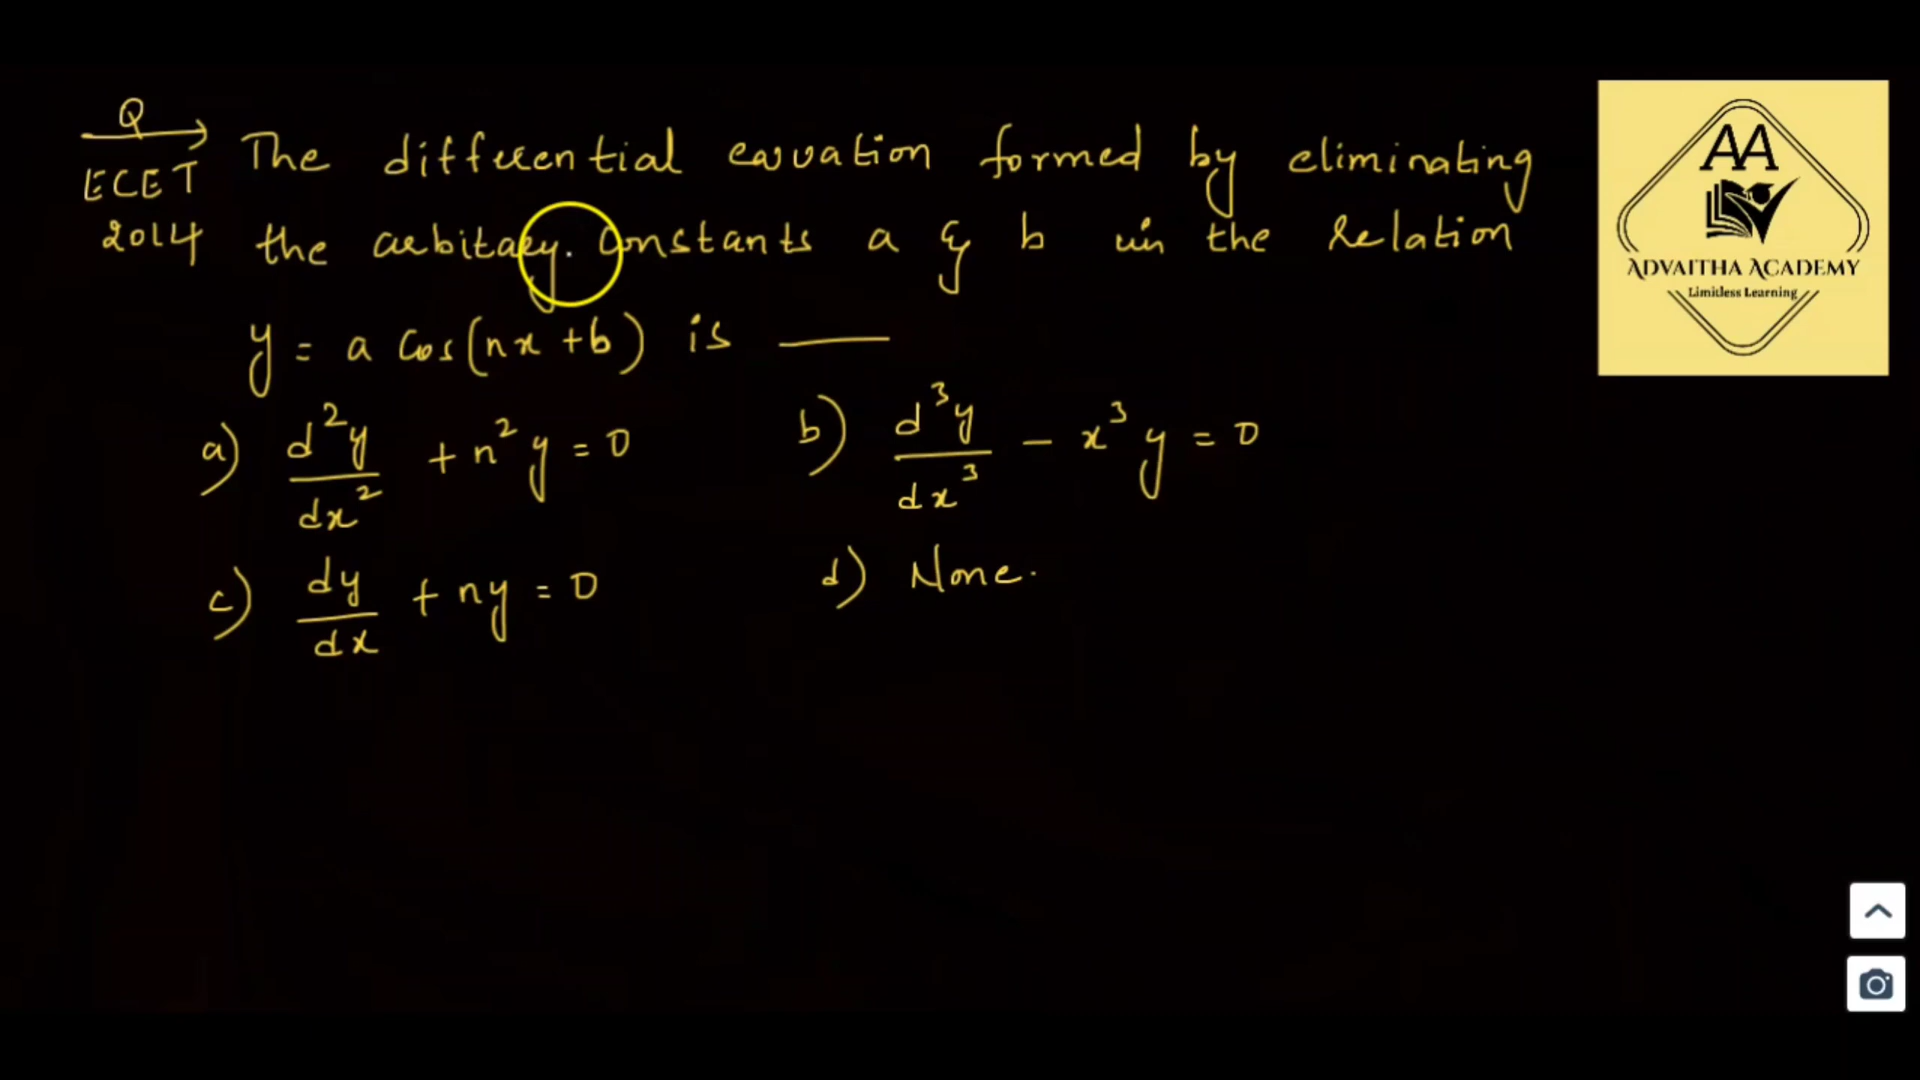 Q
ECET
2014
The differential equation formed by eliminating
the arbitary constants a & b in the relation
y = a cos(nx+b) is ___
a) d²y/dx² + n²y = 0 b) d³y/dx³ - x³y = 0
c) dy/dx + ny = 0 d) None.
AA
ADVAITHA ACADEMY
Limitless Learning